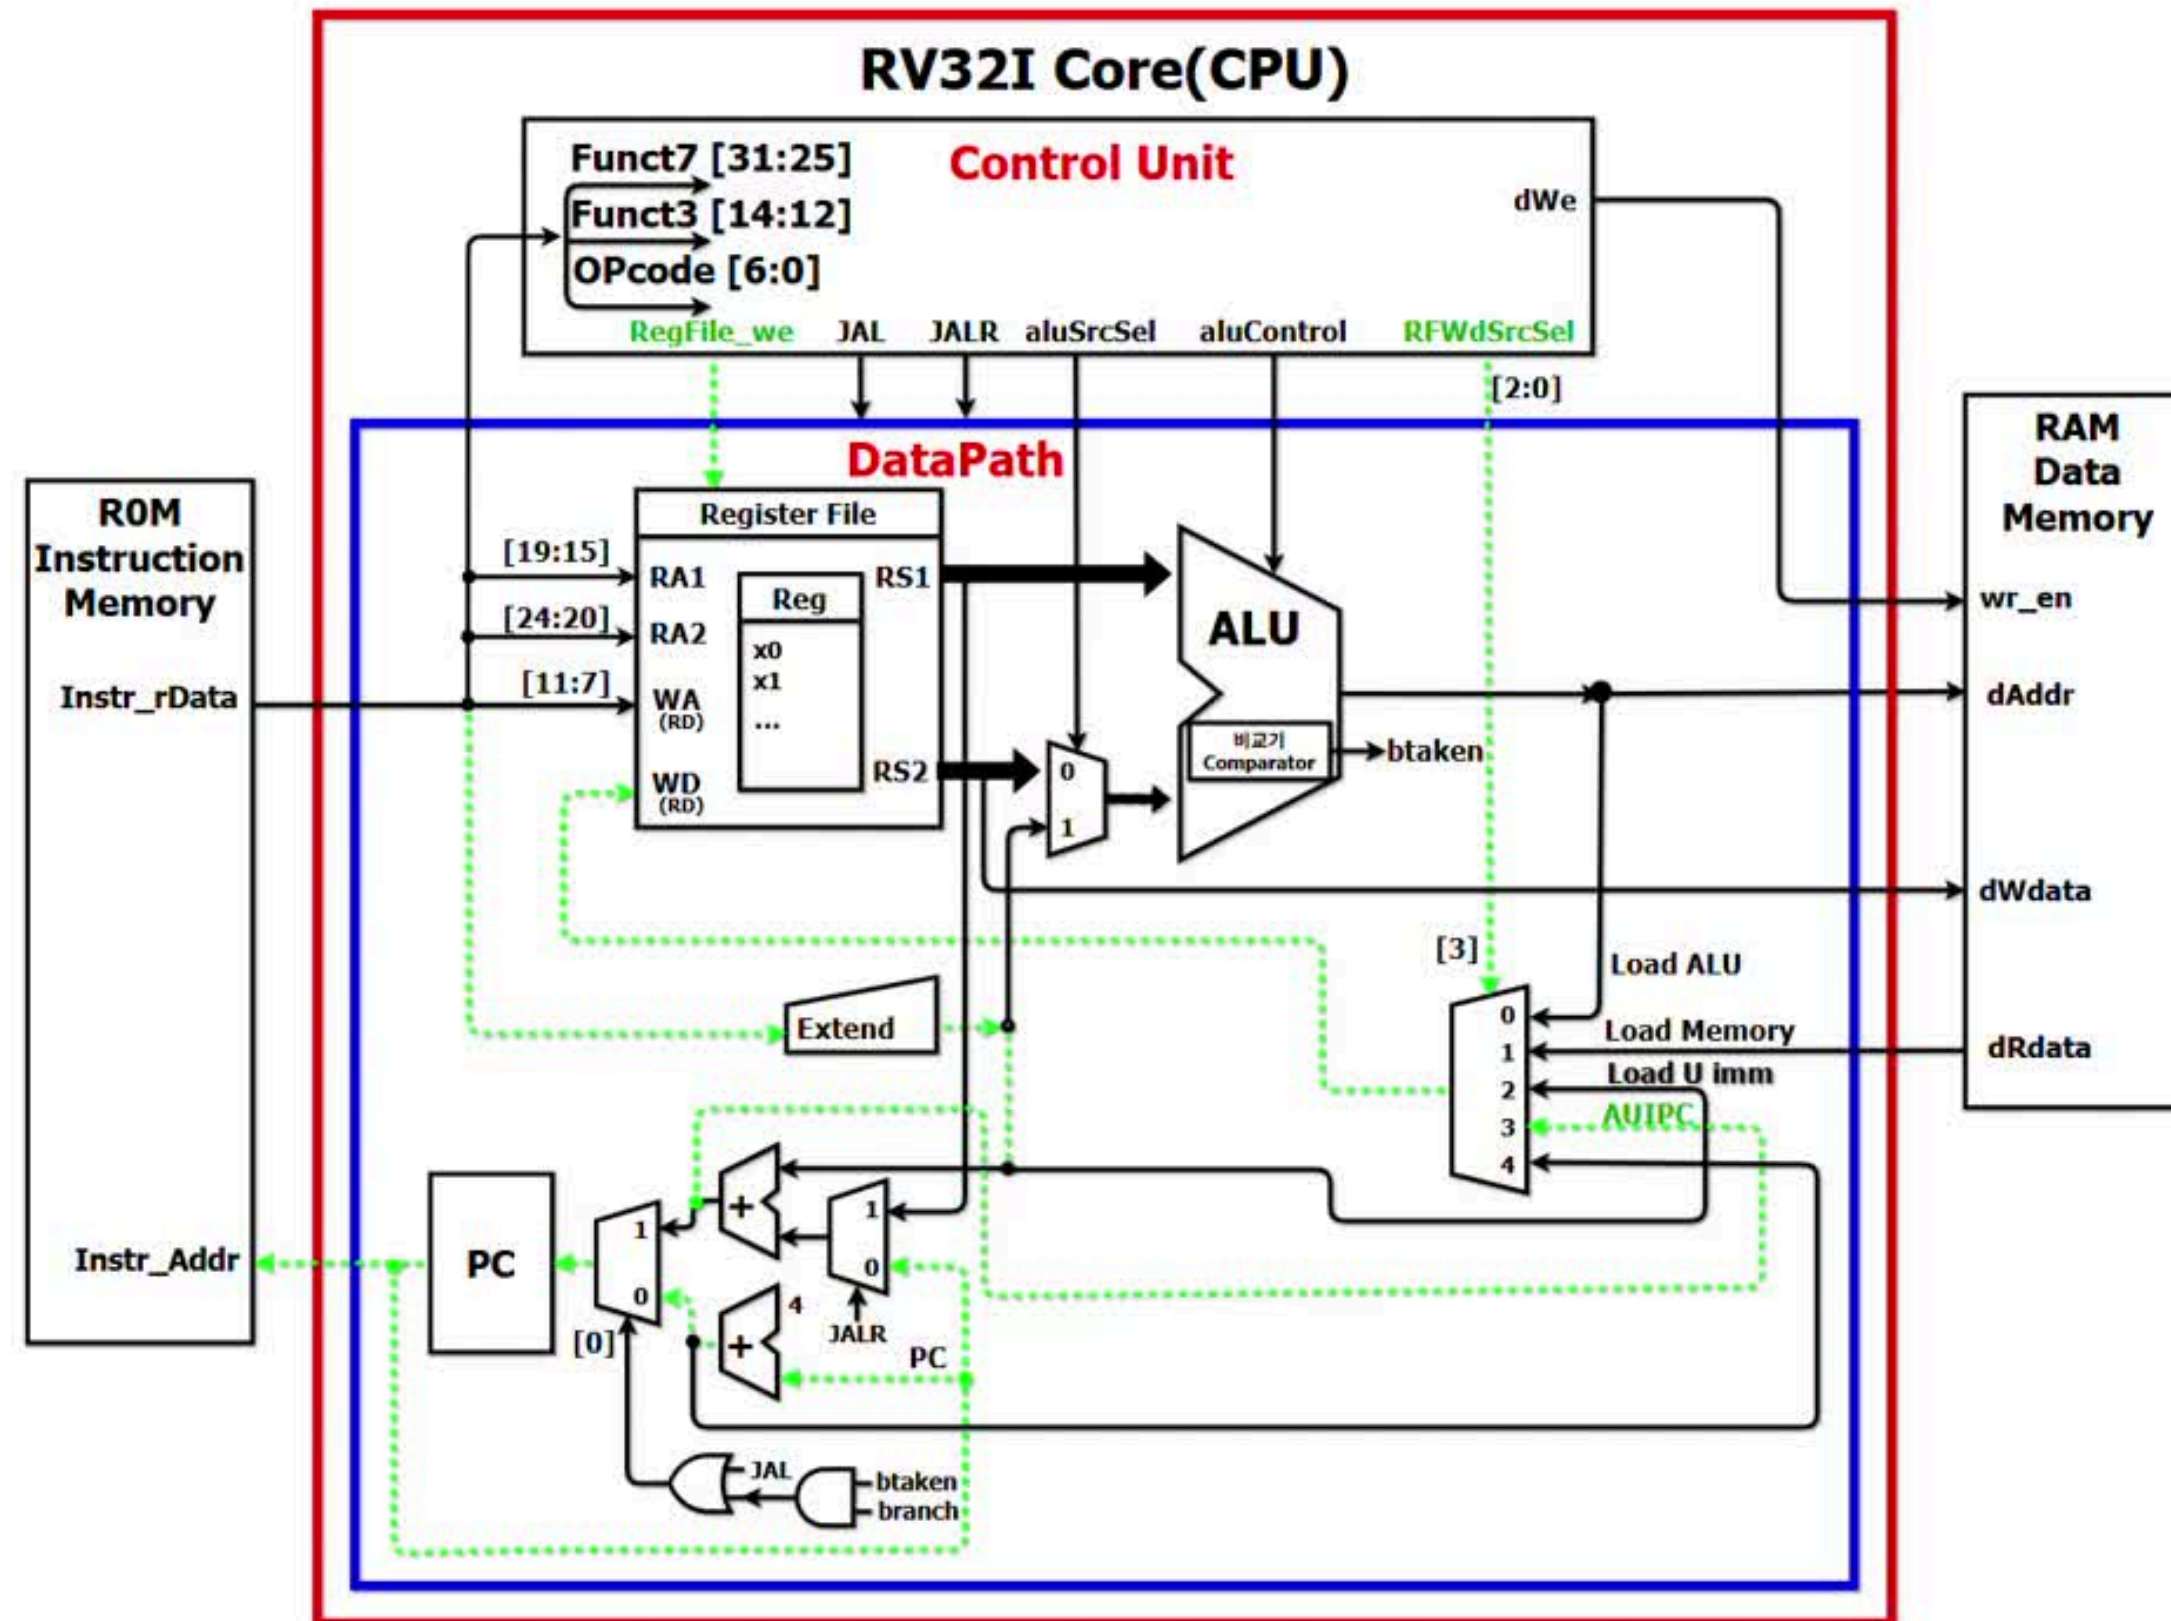 RV32I Core(CPU)
Control Unit
Funct7 [31:25]
Funct3 [14:12]
OPcode [6:0]
dWe
RegFile_we
JAL
JALR
aluSrcSel
aluControl
RFWdSrcSel
[2:0]
DataPath
R0M
Instruction
Memory
Instr_rData
Instr_Addr
Register File
[19:15]
RA1
[24:20]
RA2
[11:7]
WA
(RD)
WD
(RD)
Reg
x0
x1
...
RS1
RS2
0
1
ALU
비교기
Comparator
btaken
RAM
Data
Memory
wr_en
dAddr
dWdata
dRdata
[3]
Load ALU
0
Load Memory
1
Load U imm
2
AUIPC
3
4
Extend
PC
1
0
[0]
+
+
4
1
0
JALR
PC
JAL
btaken
branch